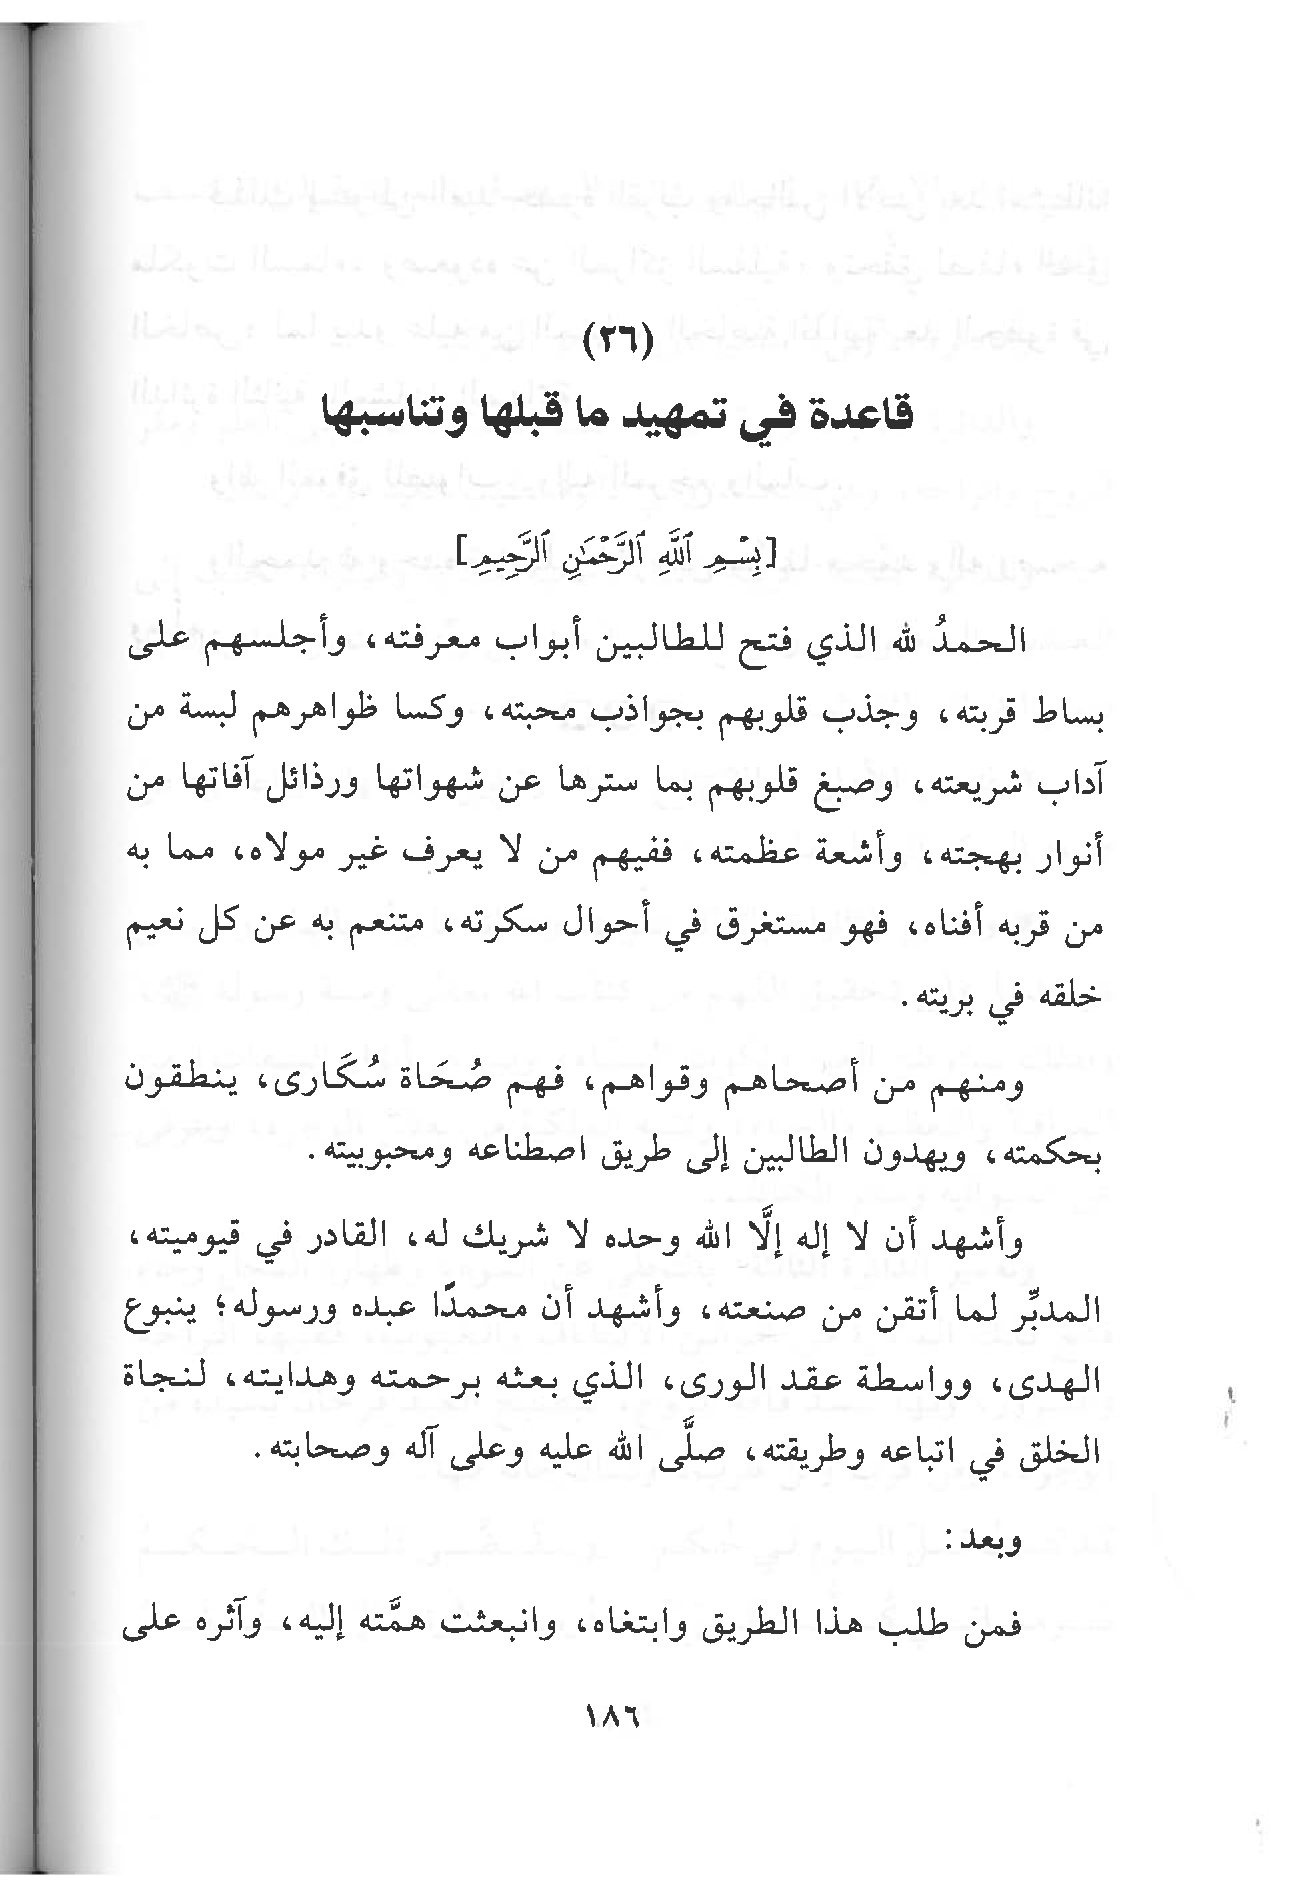 (٢٦)
قاعدة في تمهيد ما قبلها وتناسبها
[بِسْمِ ٱللَّهِ ٱلرَّحْمَٰنِ ٱلرَّحِيمِ]
الحمدُ لله الذي فتح للطالبين أبواب معرفته، وأجلسهم على
بساط قربته، وجذب قلوبهم بجواذب محبته، وكسا ظواهرهم لبسة من
آداب شريعته، وصبغ قلوبهم بما سترها عن شهواتها ورذائل آفاتها من
أنوار بهجته، وأشعة عظمته، ففيهم من لا يعرف غير مولاه، مما به
من قربه أفناه، فهو مستغرق في أحوال سكرته، متنعم به عن كل نعيم
خلقه في بريته.
ومنهم من أصحاهم وقواهم، فهم صُحَاة سُكَارى، ينطقون
بحكمته، ويهدون الطالبين إلى طريق اصطناعه ومحبوبيته.
وأشهد أن لا إله إلَّا الله وحده لا شريك له، القادر في قيوميته،
المدبِّر لما أتقن من صنعته، وأشهد أن محمدًا عبده ورسوله؛ ينبوع
الهدى، وواسطة عقد الورى، الذي بعثه برحمته وهدايته، لنجاة
الخلق في اتباعه وطريقته، صلَّى الله عليه وعلى آله وصحابته.
وبعد:
فمن طلب هذا الطريق وابتغاه، وانبعثت همَّته إليه، وآثره على
١٨٦